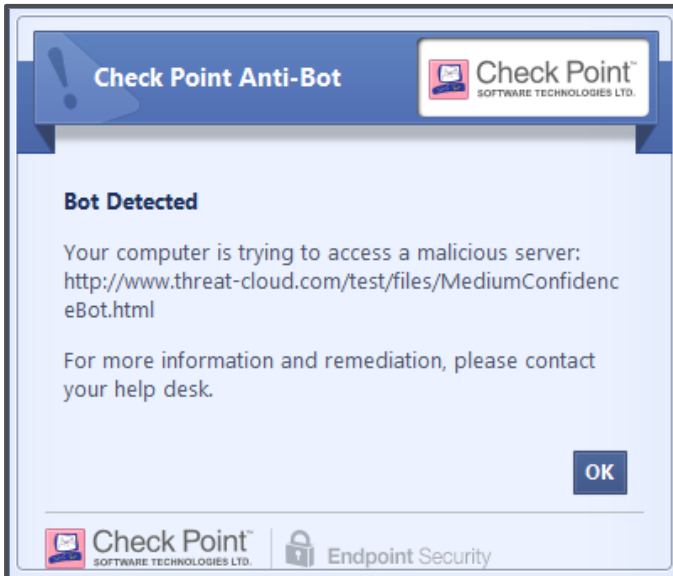 Check Point Anti-Bot
Check Point™
SOFTWARE TECHNOLOGIES LTD.
Bot Detected
Your computer is trying to access a malicious server:
http://www.threat-cloud.com/test/files/MediumConfidenc
eBot.html
For more information and remediation, please contact
your help desk.
OK
Check Point™
SOFTWARE TECHNOLOGIES LTD.
Endpoint Security